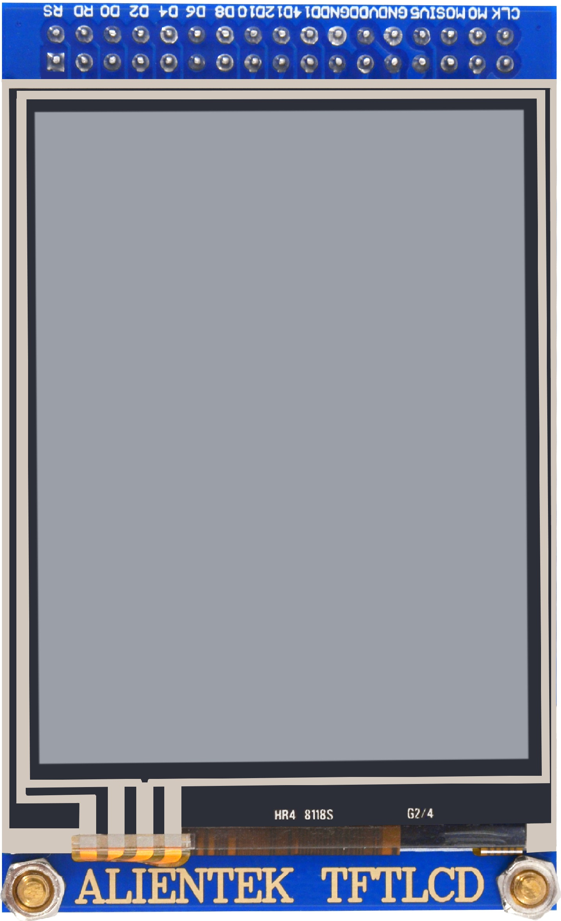 CLK MO MOSI V5 GND VDD GND D14 D12 D10 D8 D6 D4 D2 D0 RD RS
HR4 8118S G2/4
ALIENTEK TFTLCD